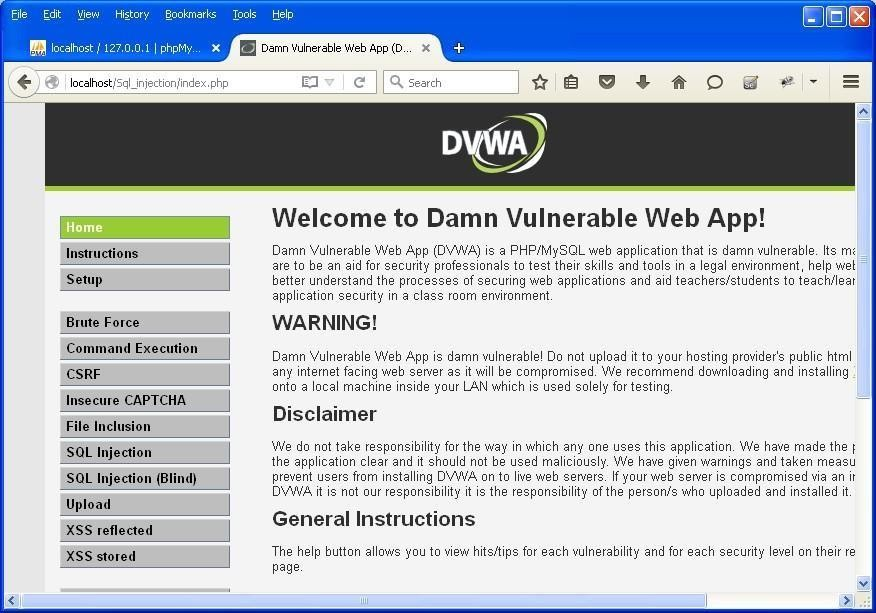 File Edit View History Bookmarks Tools Help
localhost / 127.0.0.1 | phpMy...
Damn Vulnerable Web App (D...
localhost/Sql_injection/index.php
Search
DVWA
Home
Instructions
Setup
Brute Force
Command Execution
CSRF
Insecure CAPTCHA
File Inclusion
SQL Injection
SQL Injection (Blind)
Upload
XSS reflected
XSS stored
Welcome to Damn Vulnerable Web App!
Damn Vulnerable Web App (DVWA) is a PHP/MySQL web application that is damn vulnerable. Its ma
are to be an aid for security professionals to test their skills and tools in a legal environment, help web
better understand the processes of securing web applications and aid teachers/students to teach/lear
application security in a class room environment.
WARNING!
Damn Vulnerable Web App is damn vulnerable! Do not upload it to your hosting provider's public html
any internet facing web server as it will be compromised. We recommend downloading and installing
onto a local machine inside your LAN which is used solely for testing.
Disclaimer
We do not take responsibility for the way in which any one uses this application. We have made the p
the application clear and it should not be used maliciously. We have given warnings and taken measu
prevent users from installing DVWA on to live web servers. If your web server is compromised via an in
DVWA it is not our responsibility it is the responsibility of the person/s who uploaded and installed it.
General Instructions
The help button allows you to view hits/tips for each vulnerability and for each security level on their re
page.